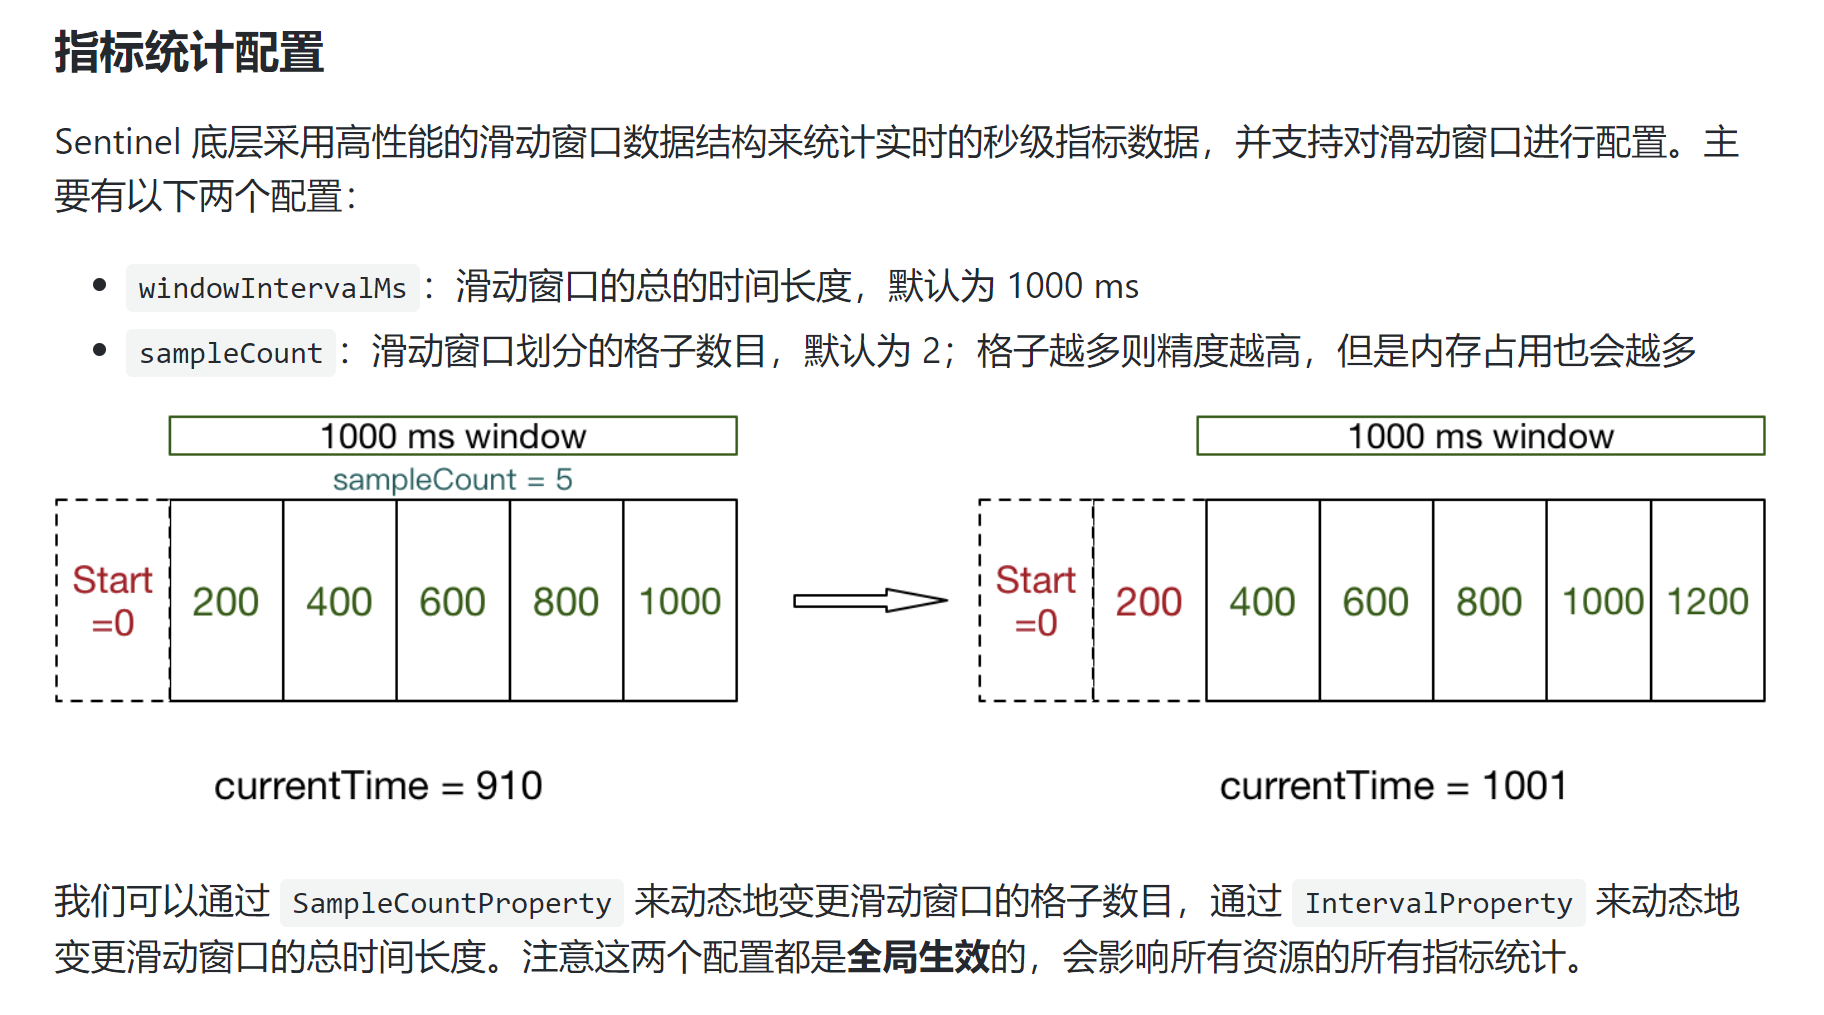 指标统计配置
Sentinel 底层采用高性能的滑动窗口数据结构来统计实时的秒级指标数据，并支持对滑动窗口进行配置。主
要有以下两个配置：
windowIntervalMs：滑动窗口的总的时间长度，默认为 1000 ms
sampleCount：滑动窗口划分的格子数目，默认为 2；格子越多则精度越高，但是内存占用也会越多
1000 ms window
sampleCount = 5
Start
=0
200
400
600
800
1000
currentTime = 910
1000 ms window
Start
=0
200
400
600
800
1000
1200
currentTime = 1001
我们可以通过 SampleCountProperty 来动态地变更滑动窗口的格子数目，通过 IntervalProperty 来动态地
变更滑动窗口的总时间长度。注意这两个配置都是全局生效的，会影响所有资源的所有指标统计。